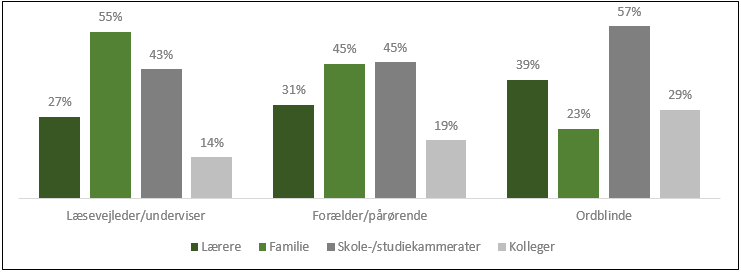 55%
57%
43%
45%
45%
39%
27%
31%
23%
29%
14%
19%
Læsevejleder/underviser
Forælder/pårørende
Ordblinde
Lærere
Familie
Skole-/studiekammerater
Kolleger